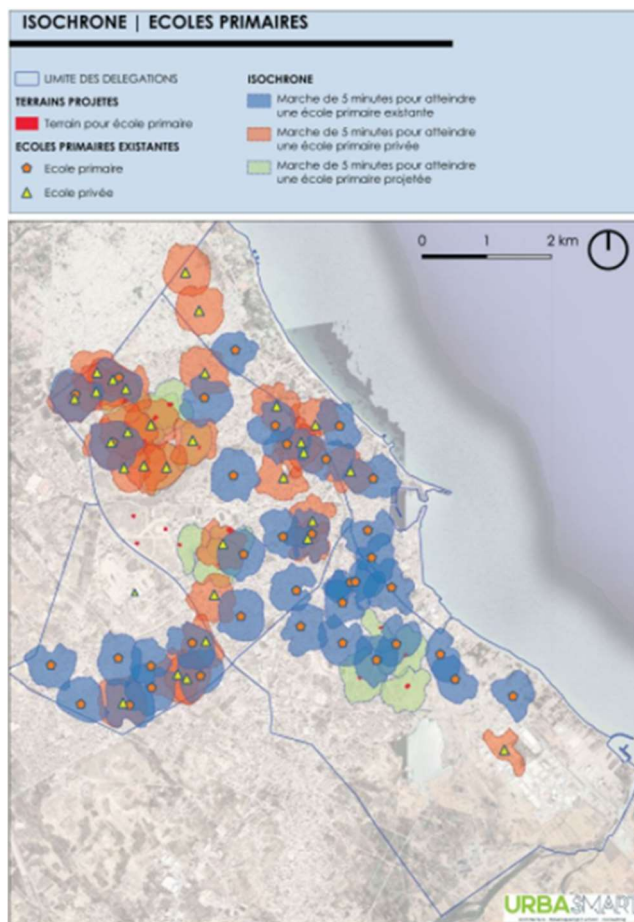 ISOCHRONE | ECOLES PRIMAIRES
LIMITE DES DELEGATIONS
TERRAINS PROJETES
Terrain pour école primaire
ECOLES PRIMAIRES EXISTANTES
Ecole primaire
Ecole privée
ISOCHRONE
Marche de 5 minutes pour atteindre
une école primaire existante
Marche de 5 minutes pour atteindre
une école primaire privée
Marche de 5 minutes pour atteindre
une école primaire projetée
0 1 2 km
URBASMART